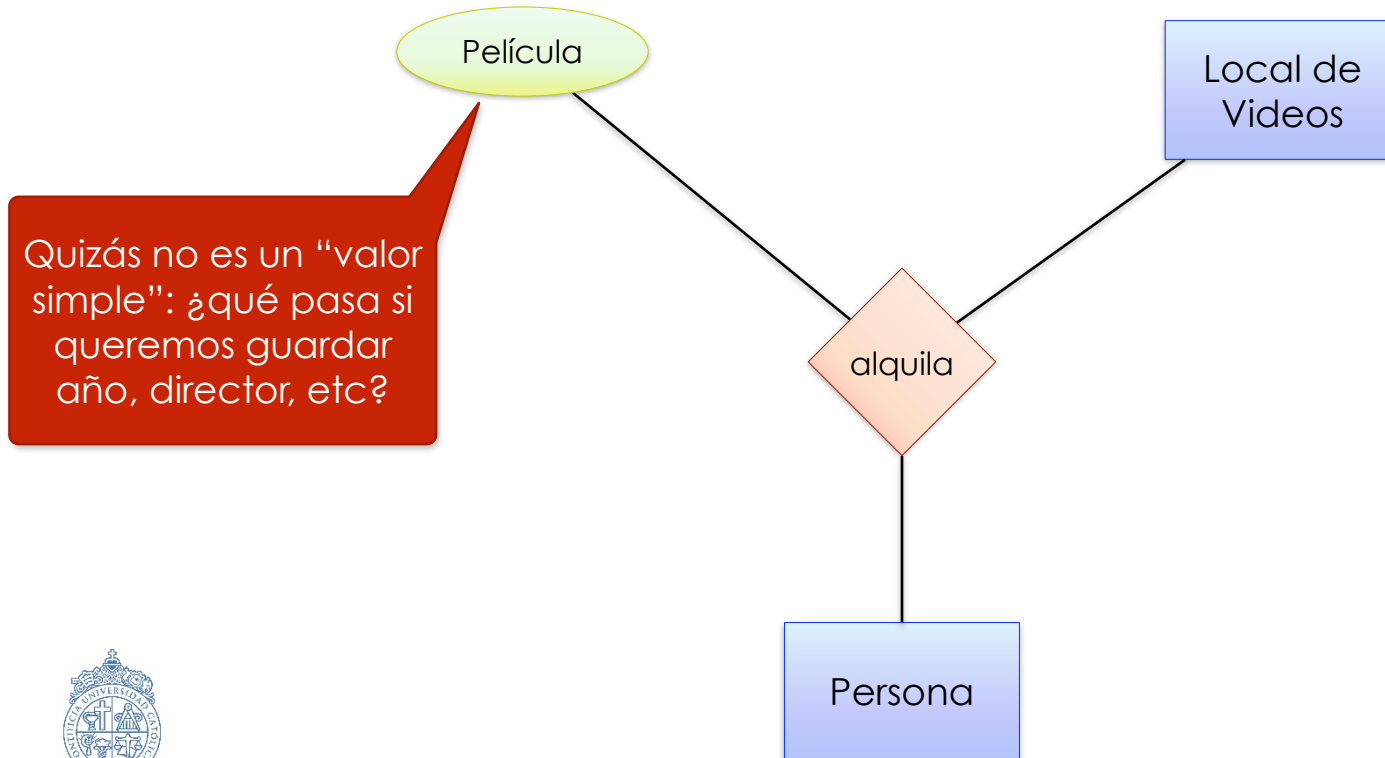 Película
Local de
Videos
Quizás no es un “valor
simple”: ¿qué pasa si
queremos guardar
año, director, etc?
alquila
Persona
UNIVERSIDAD